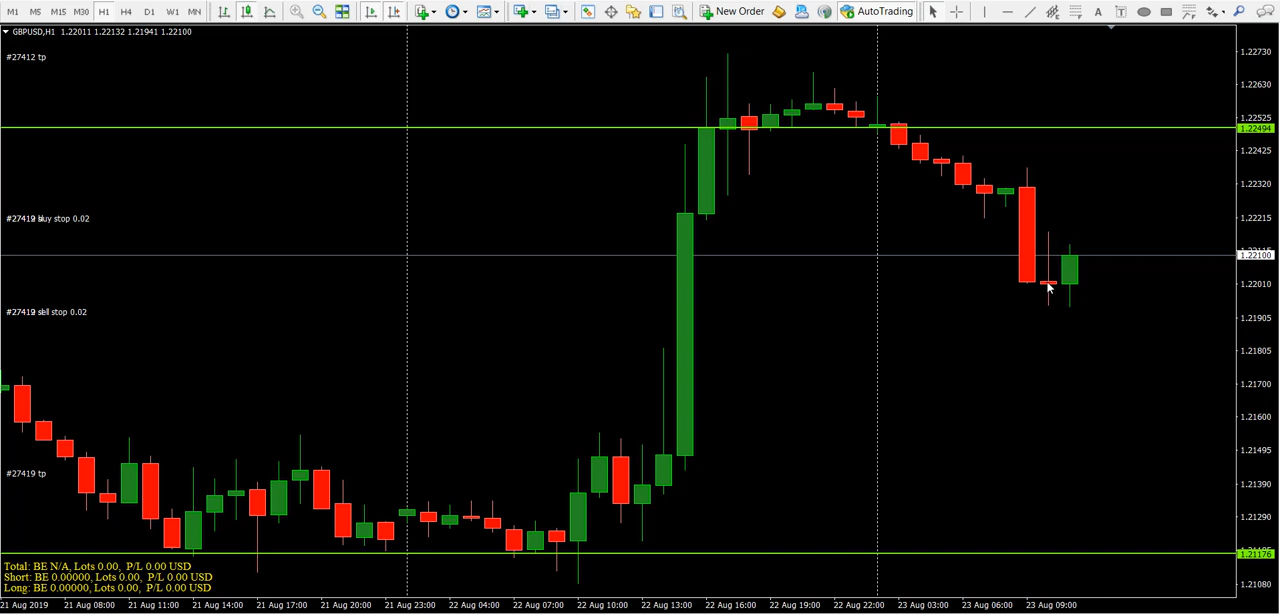 M1 M5 M15 M30 H1 H4 D1 W1 MN New Order AutoTrading A T
GBPUSD,H1 1.22011 1.22132 1.21941 1.22100
#27412 tp
buy stop 0.02
sell stop 0.02
#27419 tp
Total: BE N/A, Lots 0.00, P/L 0.00 USD
Short: BE 0.00000, Lots 0.00, P/L 0.00 USD
Long: BE 0.00000, Lots 0.00, P/L 0.00 USD
1.22730
1.22630
1.22525
1.22494
1.22425
1.22320
1.22215
1.22100
1.22010
1.21905
1.21805
1.21700
1.21600
1.21495
1.21390
1.21290
1.21176
1.21080
21 Aug 2019 21 Aug 08:00 21 Aug 11:00 21 Aug 14:00 21 Aug 17:00 21 Aug 20:00 21 Aug 23:00 22 Aug 04:00 22 Aug 07:00 22 Aug 10:00 22 Aug 13:00 22 Aug 16:00 22 Aug 19:00 22 Aug 22:00 23 Aug 03:00 23 Aug 06:00 23 Aug 09:00